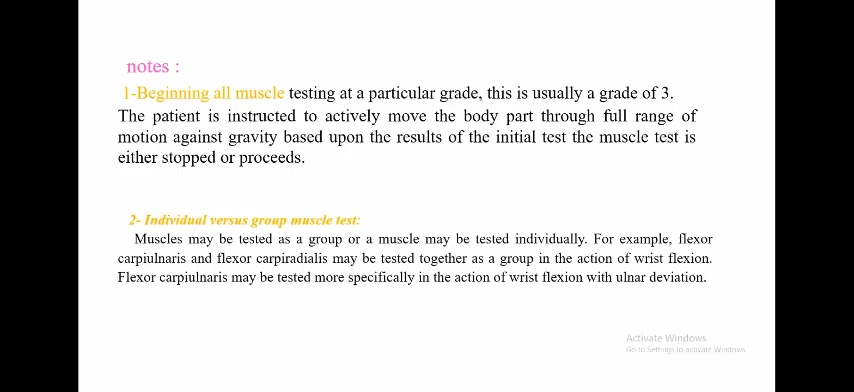 notes :
1-Beginning all muscle testing at a particular grade, this is usually a grade of 3.
The patient is instructed to actively move the body part through full range of
motion against gravity based upon the results of the initial test the muscle test is
either stopped or proceeds.
2- Individual versus group muscle test:
Muscles may be tested as a group or a muscle may be tested individually. For example, flexor
carpiulnaris and flexor carpiradialis may be tested together as a group in the action of wrist flexion.
Flexor carpiulnaris may be tested more specifically in the action of wrist flexion with ulnar deviation.
Activate Windows
Go to Settings to activate Windows.